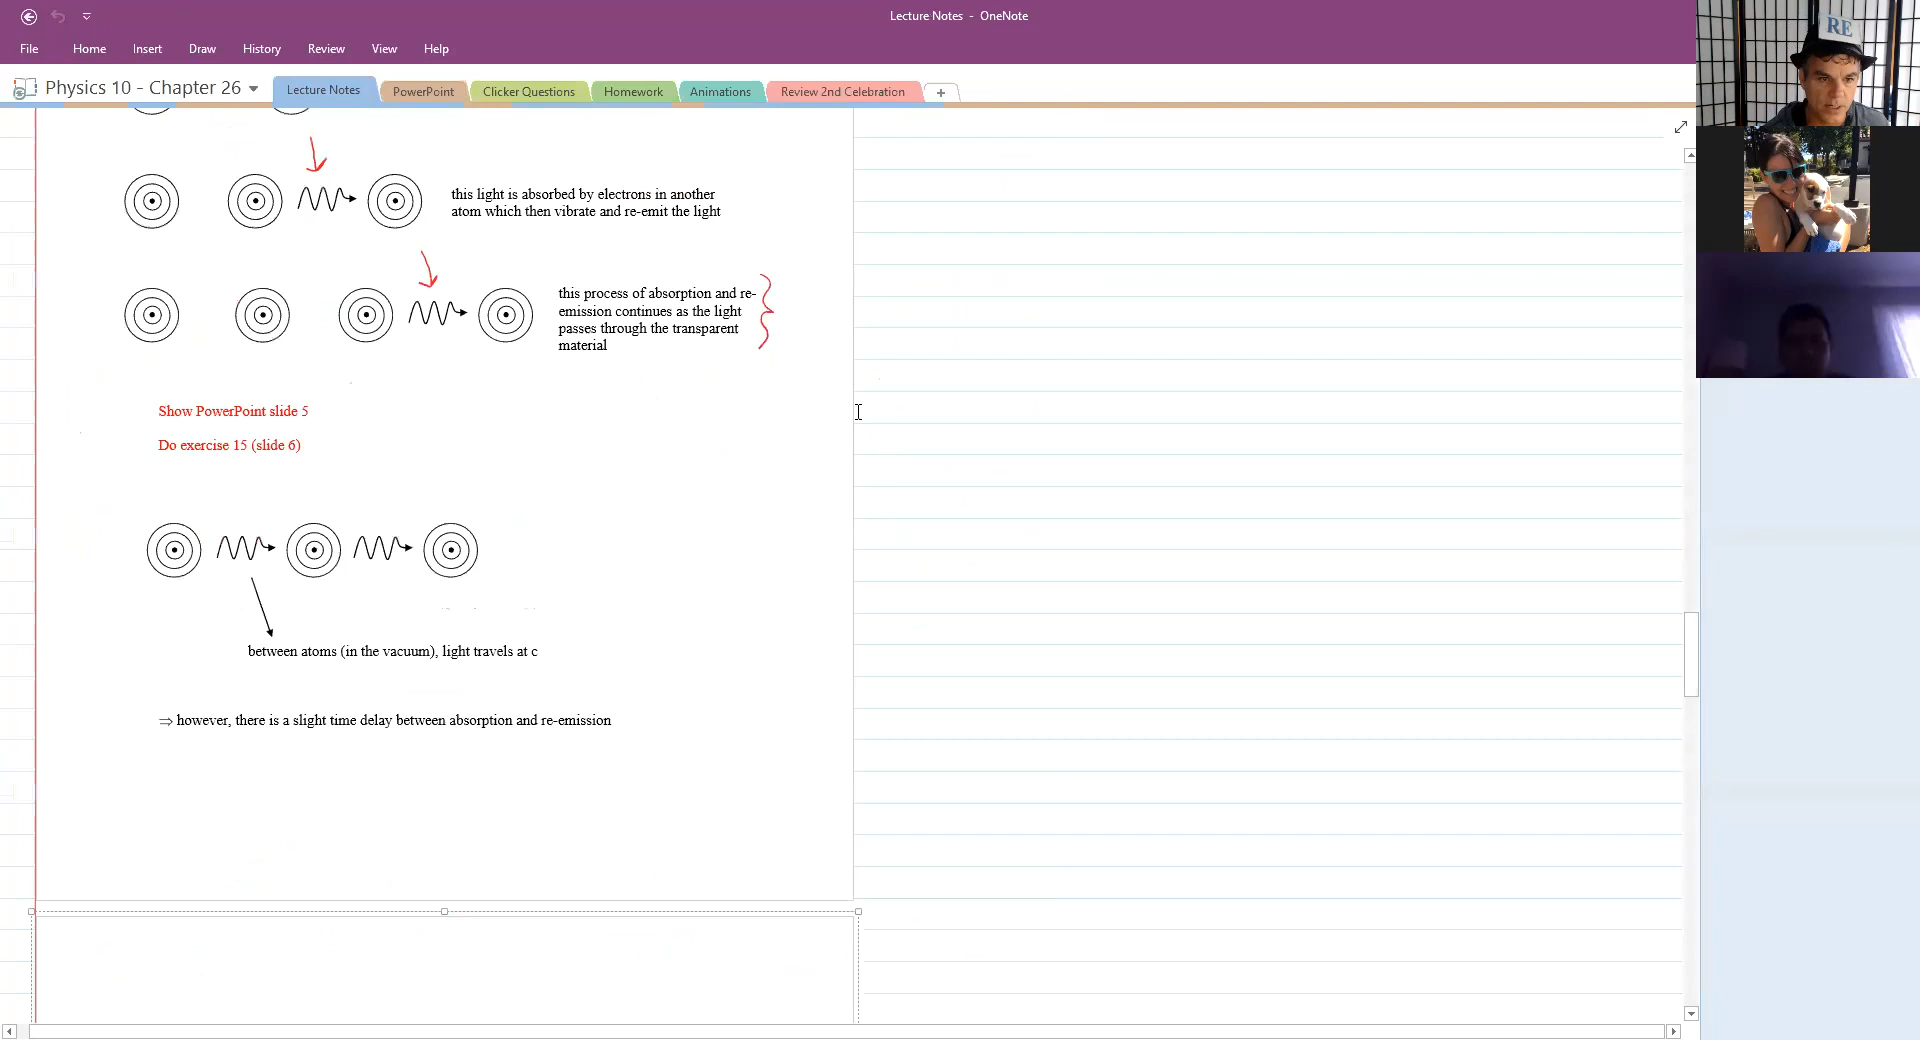 Lecture Notes - OneNote
File Home Insert Draw History Review View Help
Physics 10 - Chapter 26 Lecture Notes PowerPoint Clicker Questions Homework Animations Review 2nd Celebration +
RE
this light is absorbed by electrons in another
atom which then vibrate and re-emit the light
this process of absorption and re-
emission continues as the light
passes through the transparent
material
Show PowerPoint slide 5
Do exercise 15 (slide 6)
between atoms (in the vacuum), light travels at c
⇒ however, there is a slight time delay between absorption and re-emission